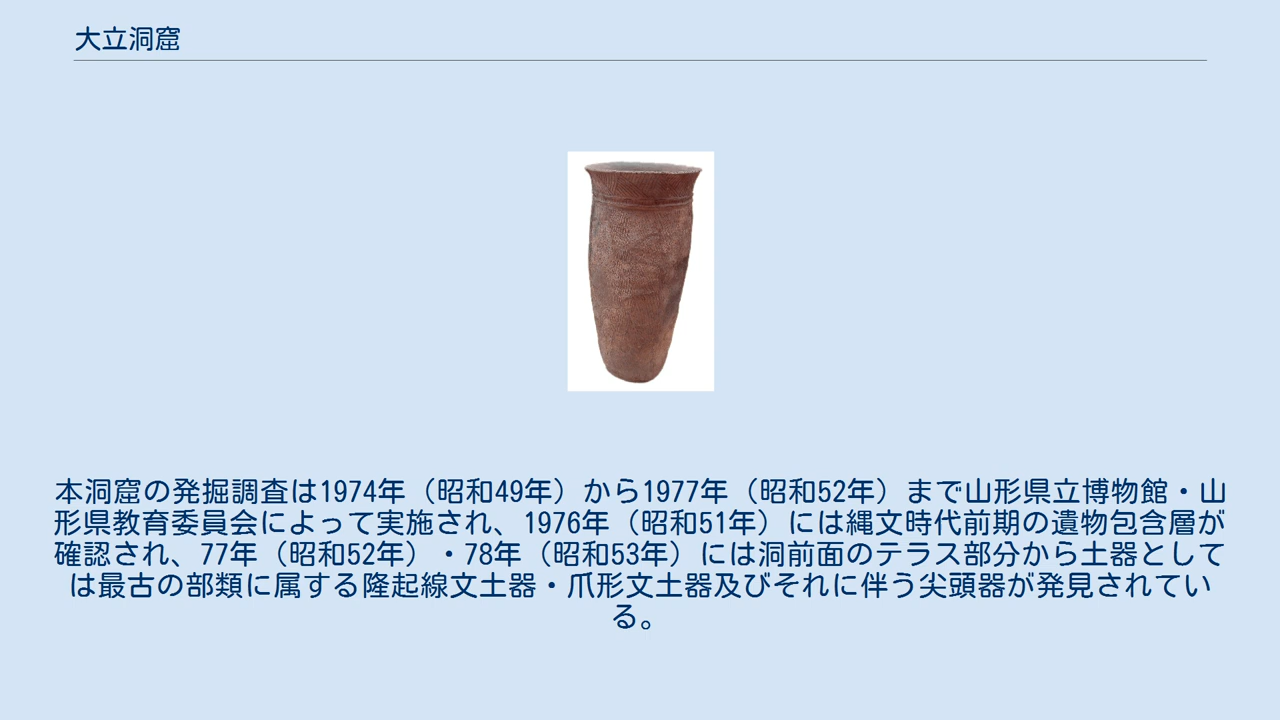 大立洞窟
本洞窟の発掘調査は1974年（昭和49年）から1977年（昭和52年）まで山形県立博物館・山
形県教育委員会によって実施され、1976年（昭和51年）には縄文時代前期の遺物包含層が
確認され、77年（昭和52年）・78年（昭和53年）には洞前面のテラス部分から土器として
は最古の部類に属する隆起線文土器・爪形文土器及びそれに伴う尖頭器が発見されてい
る。